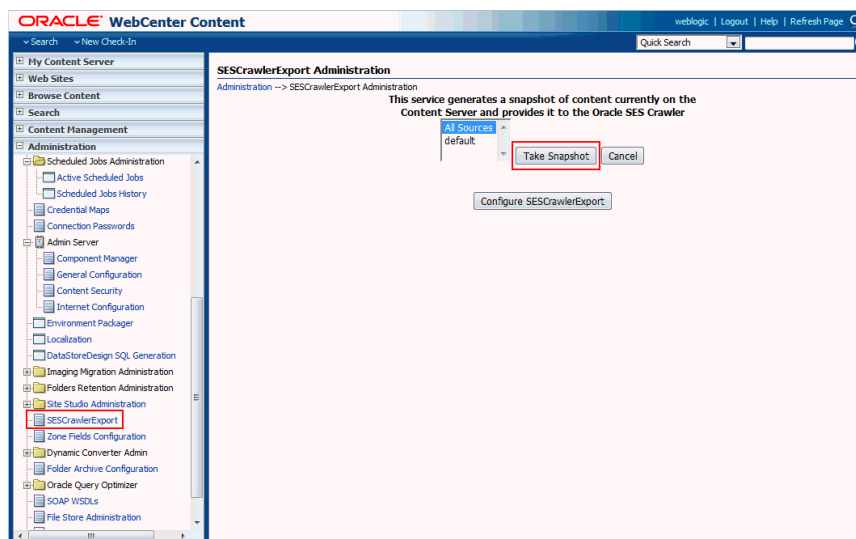 ORACLE® WebCenter Content
weblogic | Logout | Help | Refresh Page
Search New Check-In
Quick Search
My Content Server
Web Sites
Browse Content
Search
Content Management
Administration
Scheduled Jobs Administration
Active Scheduled Jobs
Scheduled Jobs History
Credential Maps
Connection Passwords
Admin Server
Component Manager
General Configuration
Content Security
Internet Configuration
Environment Packager
Localization
DataStoreDesign SQL Generation
Imaging Migration Administration
Folders Retention Administration
Site Studio Administration
SESCrawlerExport
Zone Fields Configuration
Dynamic Converter Admin
Folder Archive Configuration
Oracle Query Optimizer
SOAP WSDLs
File Store Administration
SESCrawlerExport Administration
Administration --> SESCrawlerExport Administration
This service generates a snapshot of content currently on the
Content Server and provides it to the Oracle SES Crawler
All Sources
default
Take Snapshot Cancel
Configure SESCrawlerExport